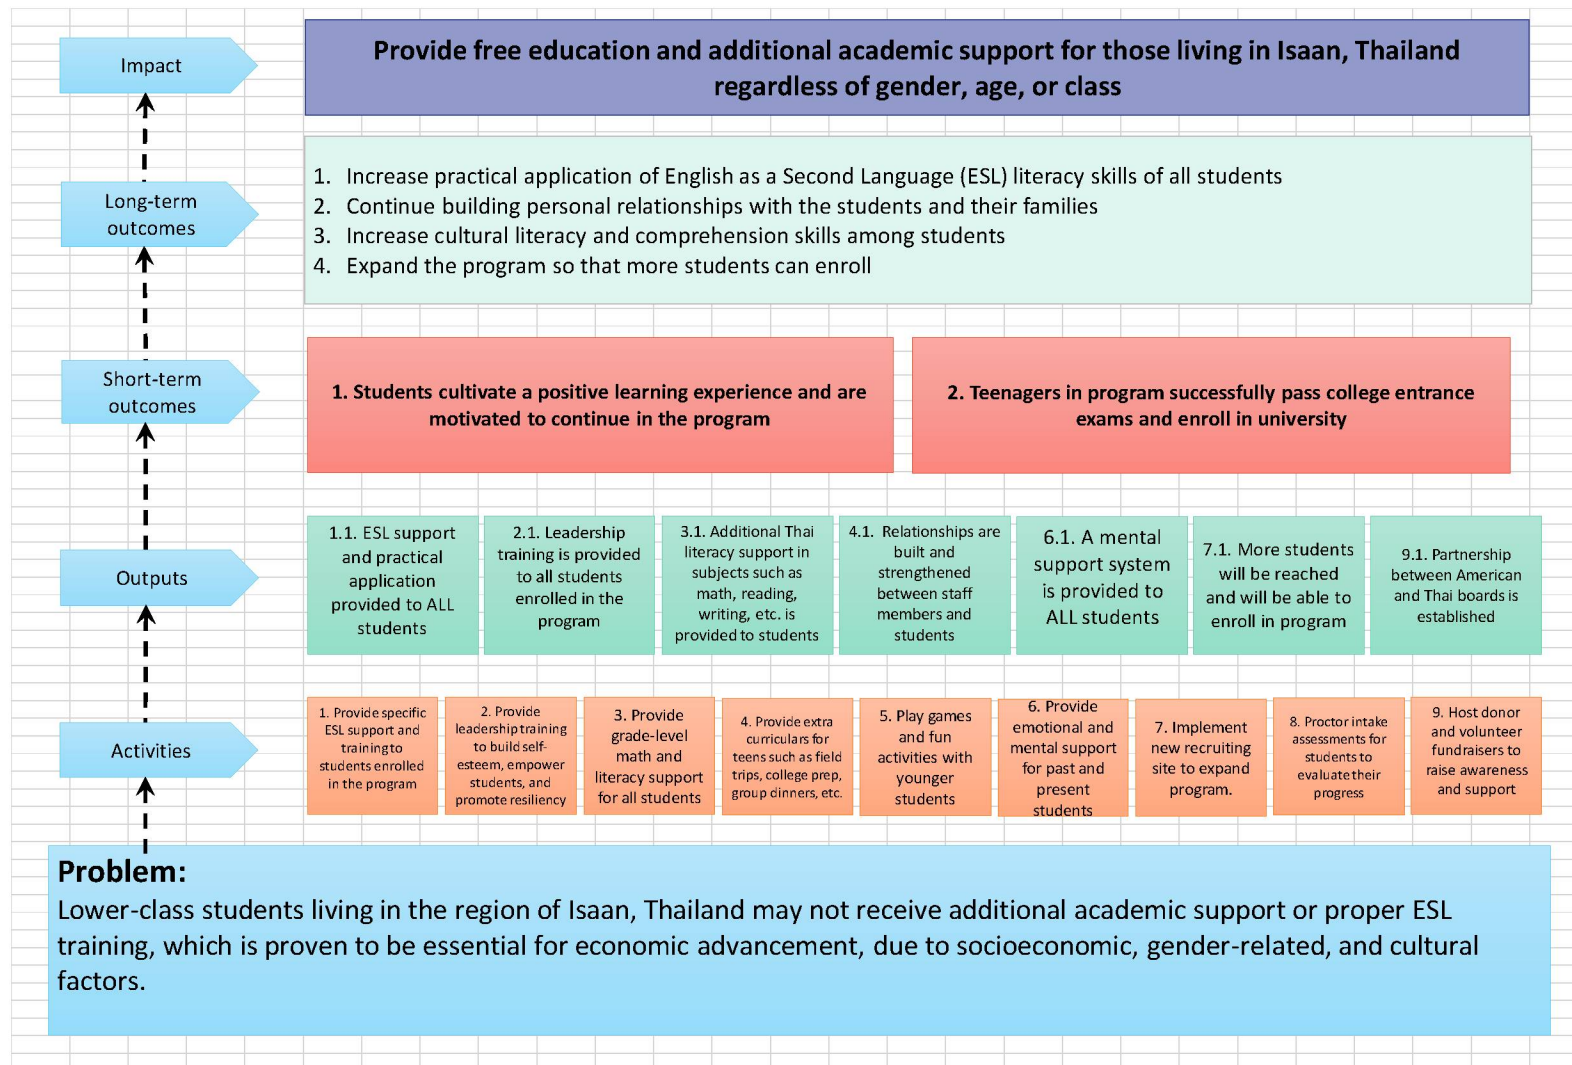 Impact
Provide free education and additional academic support for those living in Isaan, Thailand
regardless of gender, age, or class
Long-term
outcomes
1. Increase practical application of English as a Second Language (ESL) literacy skills of all students
2. Continue building personal relationships with the students and their families
3. Increase cultural literacy and comprehension skills among students
4. Expand the program so that more students can enroll
Short-term
outcomes
1. Students cultivate a positive learning experience and are
motivated to continue in the program
2. Teenagers in program successfully pass college entrance
exams and enroll in university
Outputs
1.1. ESL support
and practical
application
provided to ALL
students
2.1. Leadership
training is provided
to all students
enrolled in the
program
3.1. Additional Thai
literacy support in
subjects such as
math, reading,
writing, etc. is
provided to students
4.1. Relationships are
built and
strengthened
between staff
members and
students
6.1. A mental
support system
is provided to
ALL students
7.1. More students
will be reached
and will be able to
enroll in program
9.1. Partnership
between American
and Thai boards is
established
Activities
1. Provide specific
ESL support and
training to
students enrolled
in the program
2. Provide
leadership training
to build self-
esteem, empower
students, and
promote resiliency
3. Provide
grade-level
math and
literacy support
for all students
4. Provide extra
curriculars for
teens such as field
trips, college prep,
group dinners, etc.
5. Play games
and fun
activities with
younger
students
6. Provide
emotional and
mental support
for past and
present
students
7. Implement
new recruiting
site to expand
program.
8. Proctor intake
assessments for
students to
evaluate their
progress
9. Host donor
and volunteer
fundraisers to
raise awareness
and support
Problem:
Lower-class students living in the region of Isaan, Thailand may not receive additional academic support or proper ESL
training, which is proven to be essential for economic advancement, due to socioeconomic, gender-related, and cultural
factors.